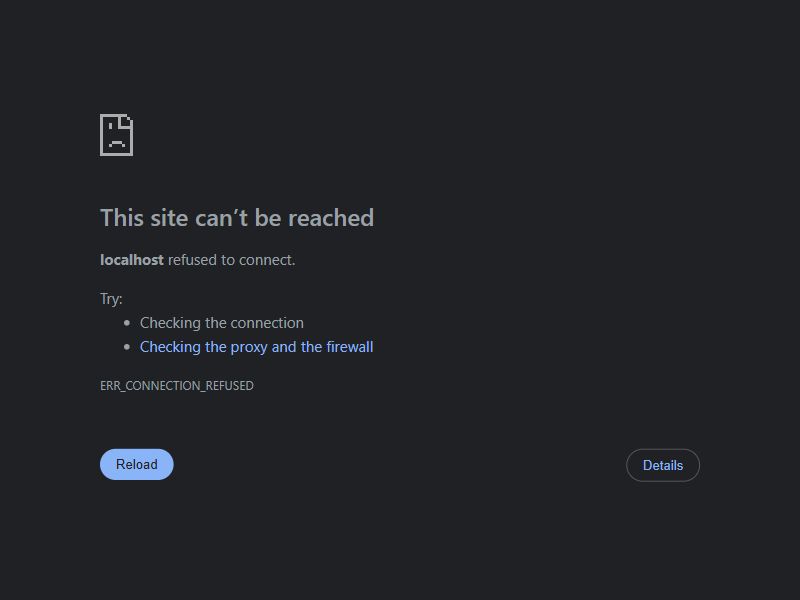 This site can’t be reached
localhost refused to connect.
Try:
Checking the connection
Checking the proxy and the firewall
ERR_CONNECTION_REFUSED
Reload
Details